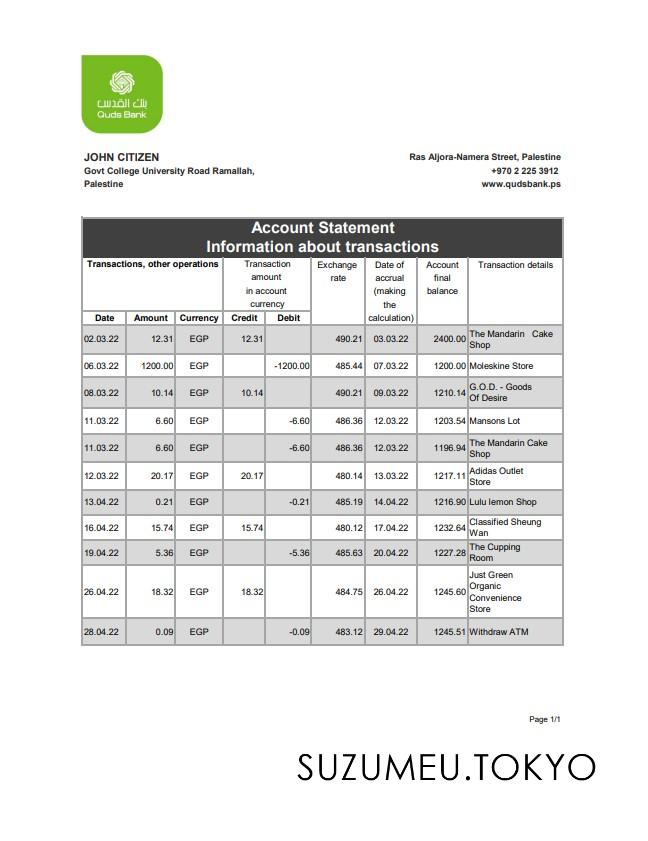 بنك القدس
Quds Bank
JOHN CITIZEN
Govt College University Road Ramallah,
Palestine
Ras Aljora-Namera Street, Palestine
+970 2 225 3912
www.qudsbank.ps
Account Statement
Information about transactions
Transactions, other operations Transaction amount in account currency Exchange rate Date of accrual (making the calculation) Account final balance Transaction details
Date Amount Currency Credit Debit
02.03.22 12.31 EGP 12.31 490.21 03.03.22 2400.00 The Mandarin Cake Shop
06.03.22 1200.00 EGP -1200.00 485.44 07.03.22 1200.00 Moleskine Store
08.03.22 10.14 EGP 10.14 490.21 09.03.22 1210.14 G.O.D. - Goods Of Desire
11.03.22 6.60 EGP -6.60 486.36 12.03.22 1203.54 Mansons Lot
11.03.22 6.60 EGP -6.60 486.36 12.03.22 1196.94 The Mandarin Cake Shop
12.03.22 20.17 EGP 20.17 480.14 13.03.22 1217.11 Adidas Outlet Store
13.04.22 0.21 EGP -0.21 485.19 14.04.22 1216.90 Lulu lemon Shop
16.04.22 15.74 EGP 15.74 480.12 17.04.22 1232.64 Classified Sheung Wan
19.04.22 5.36 EGP -5.36 485.63 20.04.22 1227.28 The Cupping Room
26.04.22 18.32 EGP 18.32 484.75 26.04.22 1245.60 Just Green Organic Convenience Store
28.04.22 0.09 EGP -0.09 483.12 29.04.22 1245.51 Withdraw ATM
Page 1/1
SUZUMEU.TOKYO